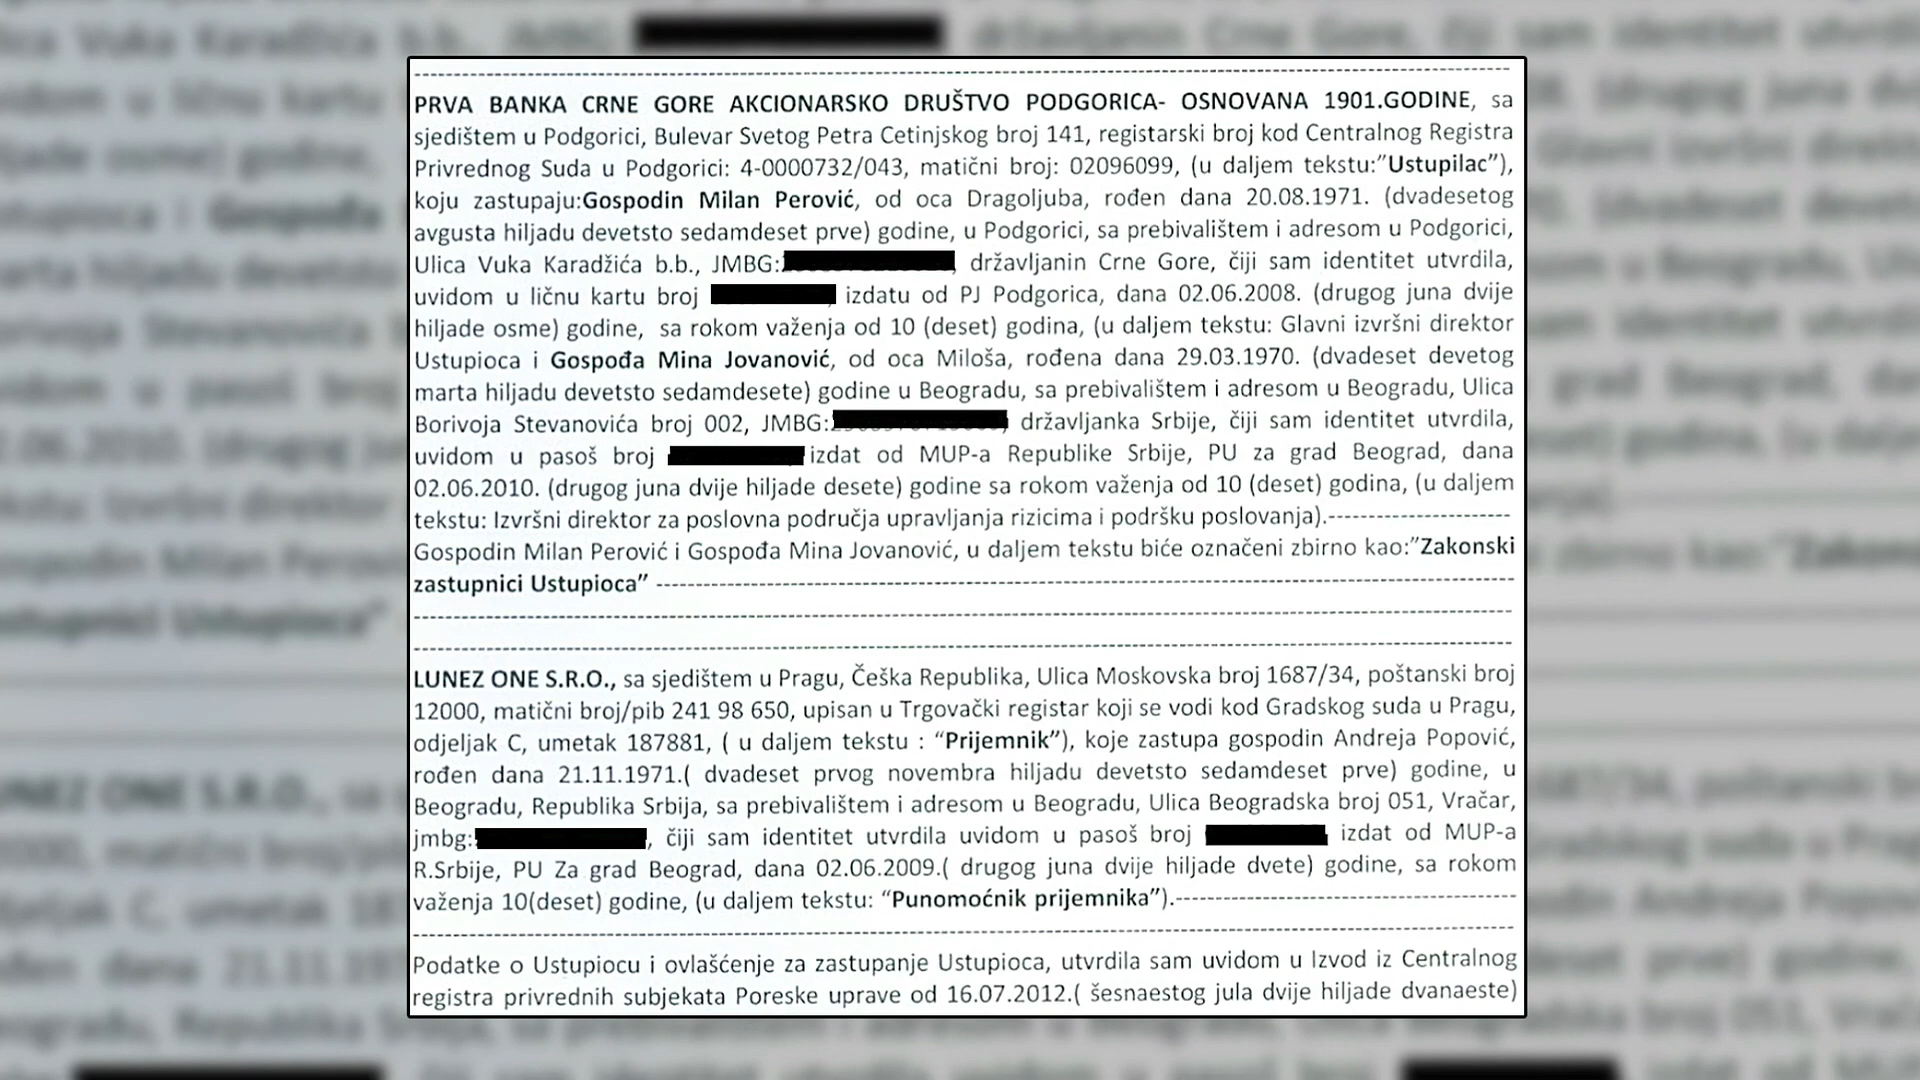 PRVA BANKA CRNE GORE AKCIONARSKO DRUŠTVO PODGORICA- OSNOVANA 1901.GODINE, sa
sjedištem u Podgorici, Bulevar Svetog Petra Cetinjskog broj 141, registarski broj kod Centralnog Registra
Privrednog Suda u Podgorici: 4-0000732/043, matični broj: 02096099, (u daljem tekstu:”Ustupilac”),
koju zastupaju:Gospodin Milan Perović, od oca Dragoljuba, rođen dana 20.08.1971. (dvadesetog
avgusta hiljadu devetsto sedamdeset prve) godine, u Podgorici, sa prebivalištem i adresom u Podgorici,
Ulica Vuka Karadžića b.b., JMBG: državljanin Crne Gore, čiji sam identitet utvrdila,
uvidom u ličnu kartu broj izdatu od PJ Podgorica, dana 02.06.2008. (drugog juna dvije
hiljade osme) godine, sa rokom važenja od 10 (deset) godina, (u daljem tekstu: Glavni izvršni direktor
Ustupioca i Gospođa Mina Jovanović, od oca Miloša, rođena dana 29.03.1970. (dvadeset devetog
marta hiljadu devetsto sedamdesete) godine u Beogradu, sa prebivalištem i adresom u Beogradu, Ulica
Borivoja Stevanovića broj 002, JMBG: državljanka Srbije, čiji sam identitet utvrdila,
uvidom u pasoš broj izdat od MUP-a Republike Srbije, PU za grad Beograd, dana
02.06.2010. (drugog juna dvije hiljade desete) godine sa rokom važenja od 10 (deset) godina, (u daljem
tekstu: Izvršni direktor za poslovna područja upravljanja rizicima i podršku poslovanja).--------------------
Gospodin Milan Perović i Gospođa Mina Jovanović, u daljem tekstu biće označeni zbirno kao:”Zakonski
zastupnici Ustupioca” --------------------
LUNEZ ONE S.R.O., sa sjedištem u Pragu, Češka Republika, Ulica Moskovska broj 1687/34, poštanski broj
12000, matični broj/pib 241 98 650, upisan u Trgovački registar koji se vodi kod Gradskog suda u Pragu,
odjeljak C, umetak 187881, ( u daljem tekstu : “Prijemnik”), koje zastupa gospodin Andreja Popović,
rođen dana 21.11.1971.( dvadeset prvog novembra hiljadu devetsto sedamdeset prve) godine, u
Beogradu, Republika Srbija, sa prebivalištem i adresom u Beogradu, Ulica Beogradska broj 051, Vračar,
jmbg: , čiji sam identitet utvrdila uvidom u pasoš broj izdat od MUP-a
R.Srbije, PU Za grad Beograd, dana 02.06.2009.( drugog juna dvije hiljade dvete) godine, sa rokom
važenja 10(deset) godine, (u daljem tekstu: “Punomoćnik prijemnika”).--------------------
Podatke o Ustupiocu i ovlašćenje za zastupanje Ustupioca, utvrdila sam uvidom u Izvod iz Centralnog
registra privrednih subjekata Poreske uprave od 16.07.2012.( šesnaestog jula dvije hiljade dvanaeste)